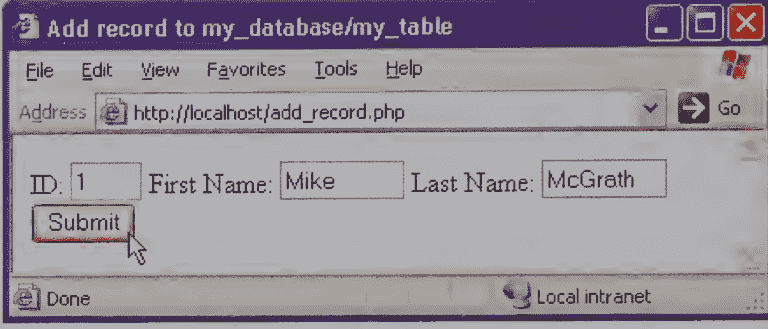 Add record to my_database/my_table
File Edit View Favorites Tools Help
Address http://localhost/add_record.php Go
ID: 1 First Name: Mike Last Name: McGrath
Submit
Done Local intranet